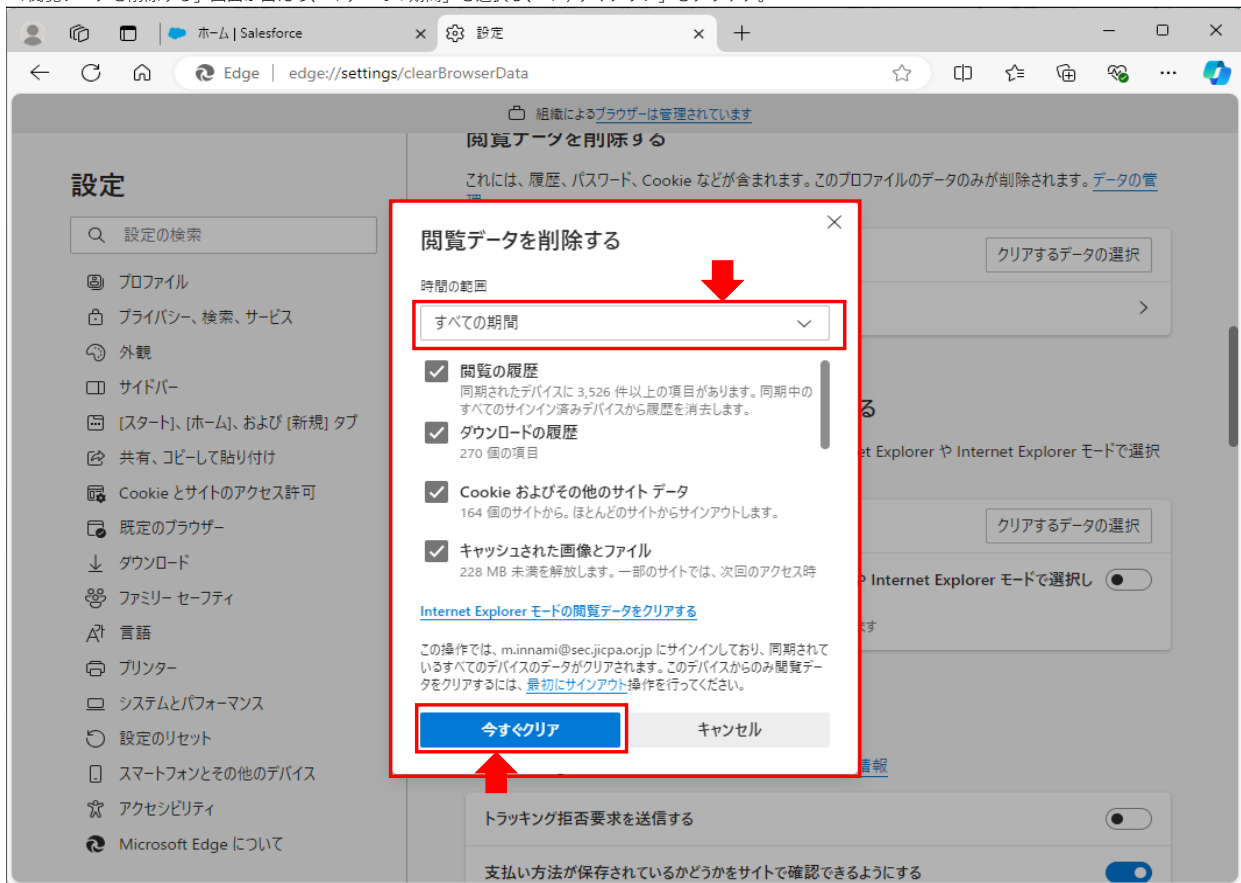 ホーム | Salesforce
設定
Edge | edge://settings/clearBrowserData
組織によるブラウザーは管理されています
閲覧データを削除する
設定
これには、履歴、パスワード、Cookie などが含まれます。このプロファイルのデータのみが削除されます。データの管
理
設定の検索
プロファイル
プライバシー、検索、サービス
外観
サイドバー
[スタート]、[ホーム]、および [新規] タブ
共有、コピーして貼り付け
Cookie とサイトのアクセス許可
既定のブラウザー
ダウンロード
ファミリー セーフティ
言語
プリンター
システムとパフォーマンス
設定のリセット
スマートフォンとその他のデバイス
アクセシビリティ
Microsoft Edge について
閲覧データを削除する
時間の範囲
すべての期間
閲覧の履歴
同期されたデバイスに 3,526 件以上の項目があります。同期中の
すべてのサインイン済みデバイスから履歴を消去します。
ダウンロードの履歴
270 個の項目
Cookie およびその他のサイト データ
164 個のサイトから。ほとんどのサイトからサインアウトします。
キャッシュされた画像とファイル
228 MB 未満を解放します。一部のサイトでは、次回のアクセス時
Internet Explorer モードの閲覧データをクリアする
この操作では、m.innami@sec.jicpa.or.jp にサインインしており、同期されて
いるすべてのデバイスのデータがクリアされます。このデバイスからのみ閲覧デー
タをクリアするには、最初にサインアウト操作を行ってください。
今すぐクリア
キャンセル
クリアするデータの選択
る
et Explorer や Internet Explorer モードで選択
クリアするデータの選択
Internet Explorer モードで選択し
ます
情報
トラッキング拒否要求を送信する
支払い方法が保存されているかどうかをサイトで確認できるようにする